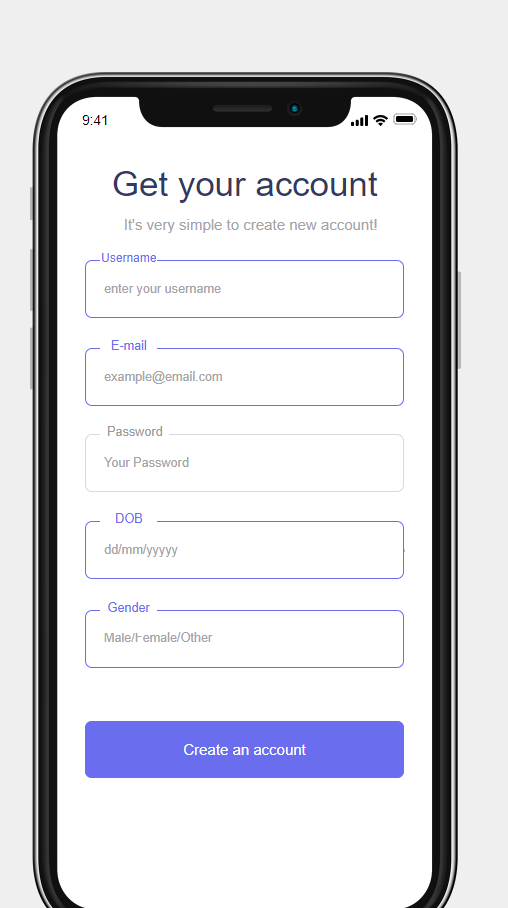 9:41
Get your account
It's very simple to create new account!
Username
enter your username
E-mail
example@email.com
Password
Your Password
DOB
dd/mm/yyyyy
Gender
Male/Female/Other
Create an account